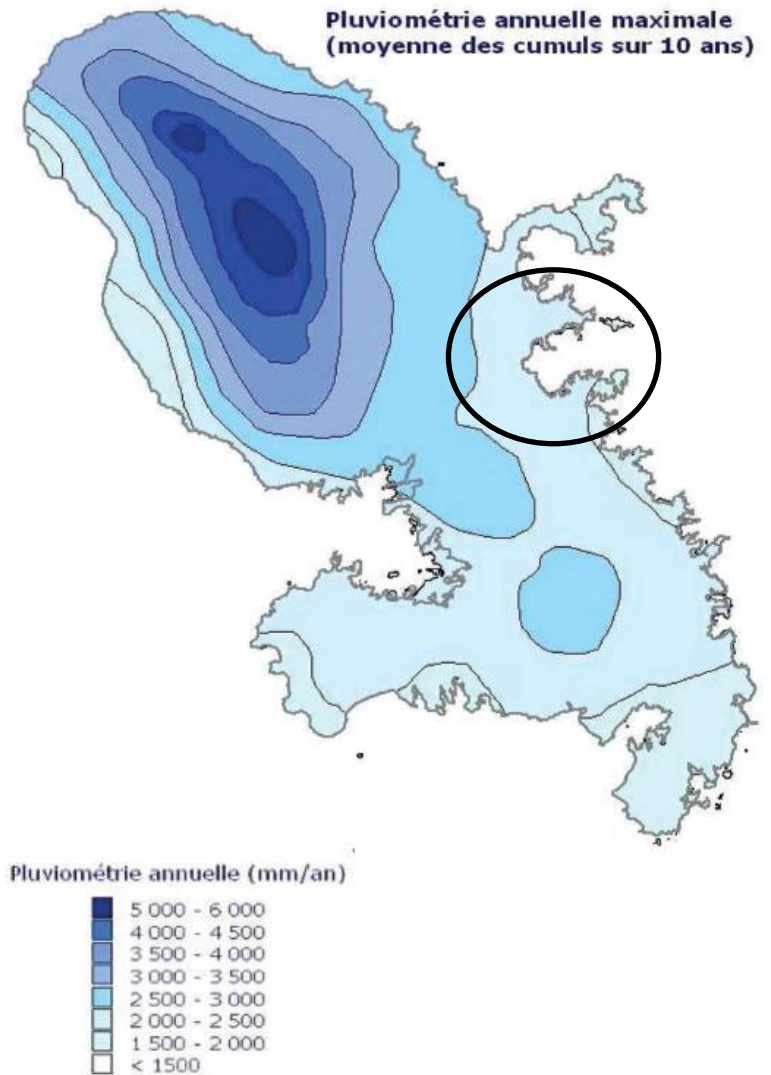 Pluviométrie annuelle maximale
(moyenne des cumuls sur 10 ans)
Pluviométrie annuelle (mm/an)
5 000 - 6 000
4 000 - 4 500
3 500 - 4 000
3 000 - 3 500
2 500 - 3 000
2 000 - 2 500
1 500 - 2 000
< 1500